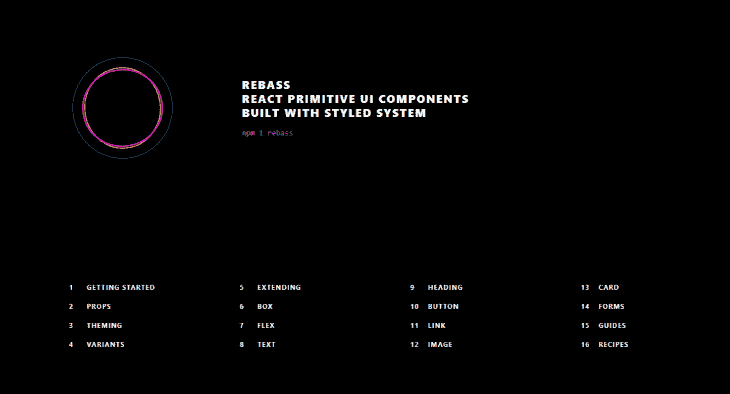 REBASS
REACT PRIMITIVE UI COMPONENTS
BUILT WITH STYLED SYSTEM
npm i rebass
1 GETTING STARTED
2 PROPS
3 THEMING
4 VARIANTS
5 EXTENDING
6 BOX
7 FLEX
8 TEXT
9 HEADING
10 BUTTON
11 LINK
12 IMAGE
13 CARD
14 FORMS
15 GUIDES
16 RECIPES